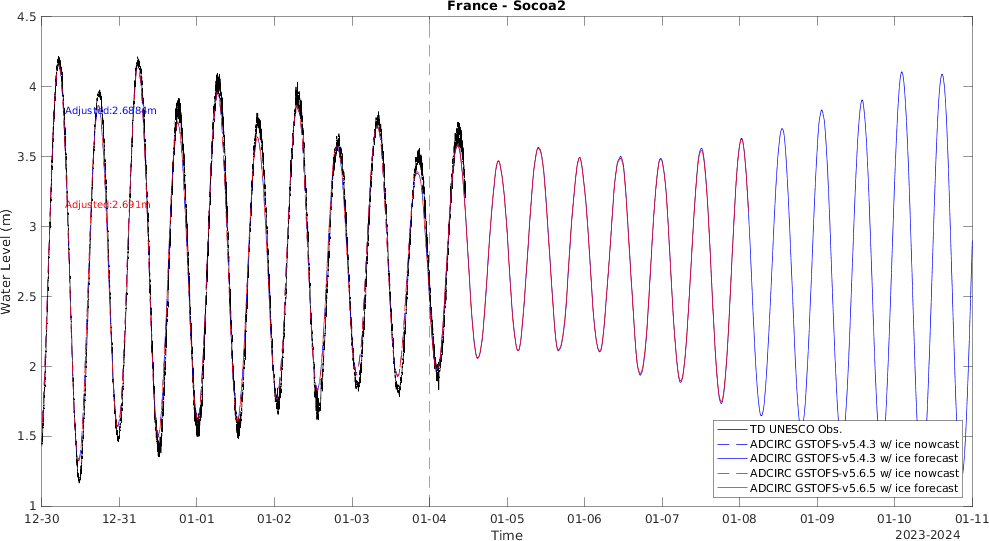 France - Socoa2
4.5
4
3.5
3
2.5
2
1.5
1
Water Level (m)
Adjusted:2.6884m
Adjusted:2.691m
TD UNESCO Obs.
ADCIRC GSTOFS-v5.4.3 w/ ice nowcast
ADCIRC GSTOFS-v5.4.3 w/ ice forecast
ADCIRC GSTOFS-v5.6.5 w/ ice nowcast
ADCIRC GSTOFS-v5.6.5 w/ ice forecast
12-30 12-31 01-01 01-02 01-03 01-04 01-05 01-06 01-07 01-08 01-09 01-10 01-11
Time
2023-2024